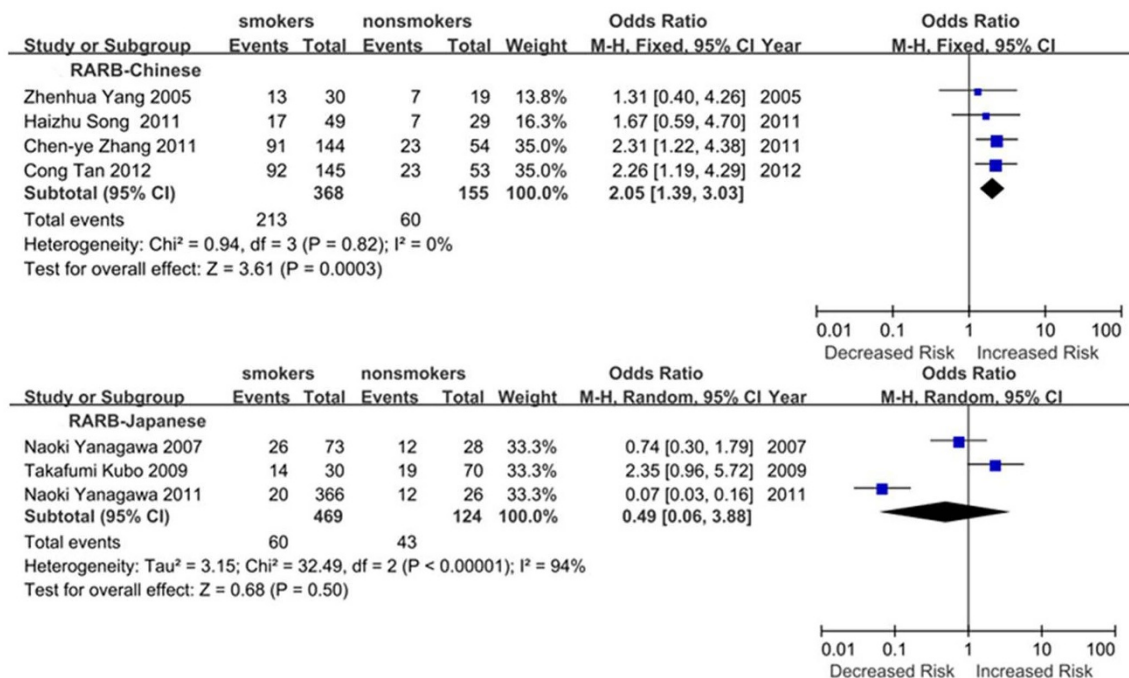 smokers nonsmokers Odds Ratio Odds Ratio
Study or Subgroup Events Total Events Total Weight M-H, Fixed, 95% CI Year M-H, Fixed, 95% CI
RARB-Chinese
Zhenhua Yang 2005 13 30 7 19 13.8% 1.31 [0.40, 4.26] 2005
Haizhu Song 2011 17 49 7 29 16.3% 1.67 [0.59, 4.70] 2011
Chen-ye Zhang 2011 91 144 23 54 35.0% 2.31 [1.22, 4.38] 2011
Cong Tan 2012 92 145 23 53 35.0% 2.26 [1.19, 4.29] 2012
Subtotal (95% CI) 368 155 100.0% 2.05 [1.39, 3.03]
Total events 213 60
Heterogeneity: Chi² = 0.94, df = 3 (P = 0.82); I² = 0%
Test for overall effect: Z = 3.61 (P = 0.0003)
0.01 0.1 1 10 100
Decreased Risk Increased Risk
smokers nonsmokers Odds Ratio Odds Ratio
Study or Subgroup Events Total Events Total Weight M-H, Random, 95% CI Year M-H, Random, 95% CI
RARB-Japanese
Naoki Yanagawa 2007 26 73 12 28 33.3% 0.74 [0.30, 1.79] 2007
Takafumi Kubo 2009 14 30 19 70 33.3% 2.35 [0.96, 5.72] 2009
Naoki Yanagawa 2011 20 366 12 26 33.3% 0.07 [0.03, 0.16] 2011
Subtotal (95% CI) 469 124 100.0% 0.49 [0.06, 3.88]
Total events 60 43
Heterogeneity: Tau² = 3.15; Chi² = 32.49, df = 2 (P < 0.00001); I² = 94%
Test for overall effect: Z = 0.68 (P = 0.50)
0.01 0.1 1 10 100
Decreased Risk Increased Risk